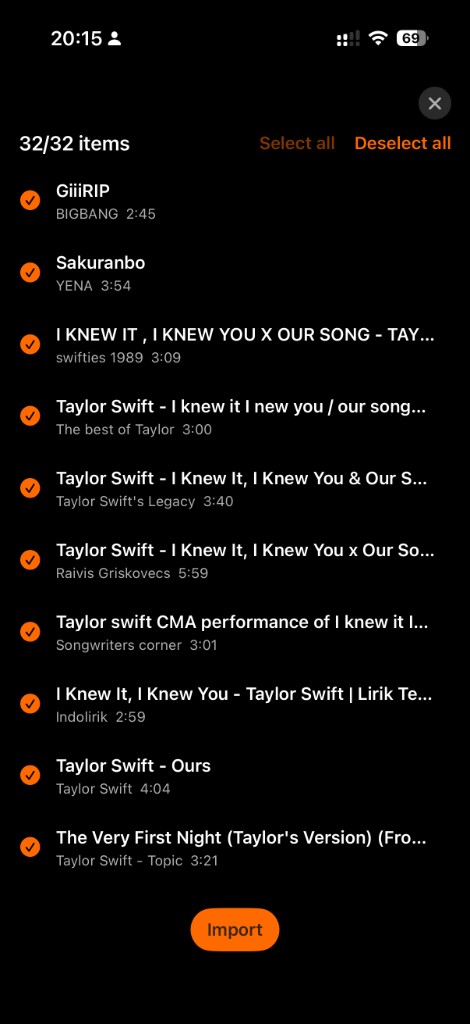 20:15
69
32/32 items
Select all
Deselect all
GiiiRIP
BIGBANG 2:45
Sakuranbo
YENA 3:54
I KNEW IT , I KNEW YOU X OUR SONG - TAY...
swifties 1989 3:09
Taylor Swift - I knew it I new you / our song...
The best of Taylor 3:00
Taylor Swift - I Knew It, I Knew You & Our S...
Taylor Swift's Legacy 3:40
Taylor Swift - I Knew It, I Knew You x Our So...
Raivis Griskovecs 5:59
Taylor swift CMA performance of I knew it I...
Songwriters corner 3:01
I Knew It, I Knew You - Taylor Swift | Lirik Te...
Indolirik 2:59
Taylor Swift - Ours
Taylor Swift 4:04
The Very First Night (Taylor's Version) (Fro...
Taylor Swift - Topic 3:21
Import